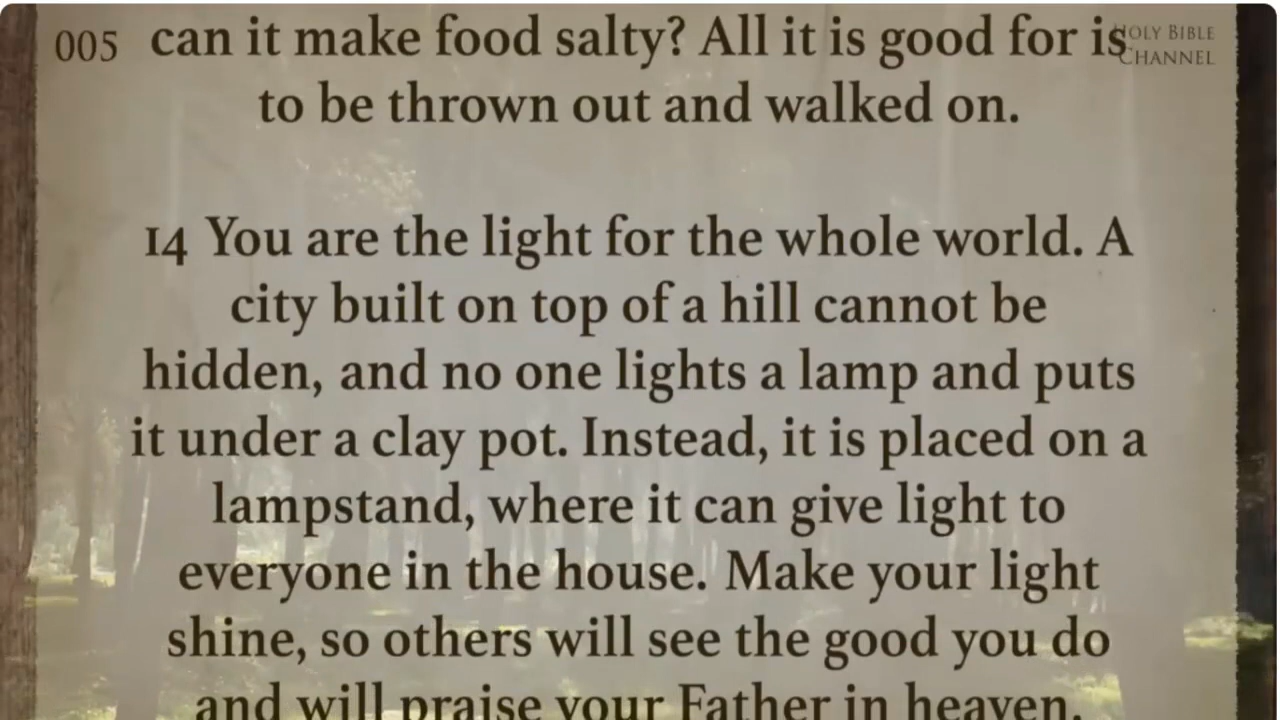 005
HOLY BIBLE
CHANNEL
can it make food salty? All it is good for is
to be thrown out and walked on.
14 You are the light for the whole world. A
city built on top of a hill cannot be
hidden, and no one lights a lamp and puts
it under a clay pot. Instead, it is placed on a
lampstand, where it can give light to
everyone in the house. Make your light
shine, so others will see the good you do
and will praise your Father in heaven.